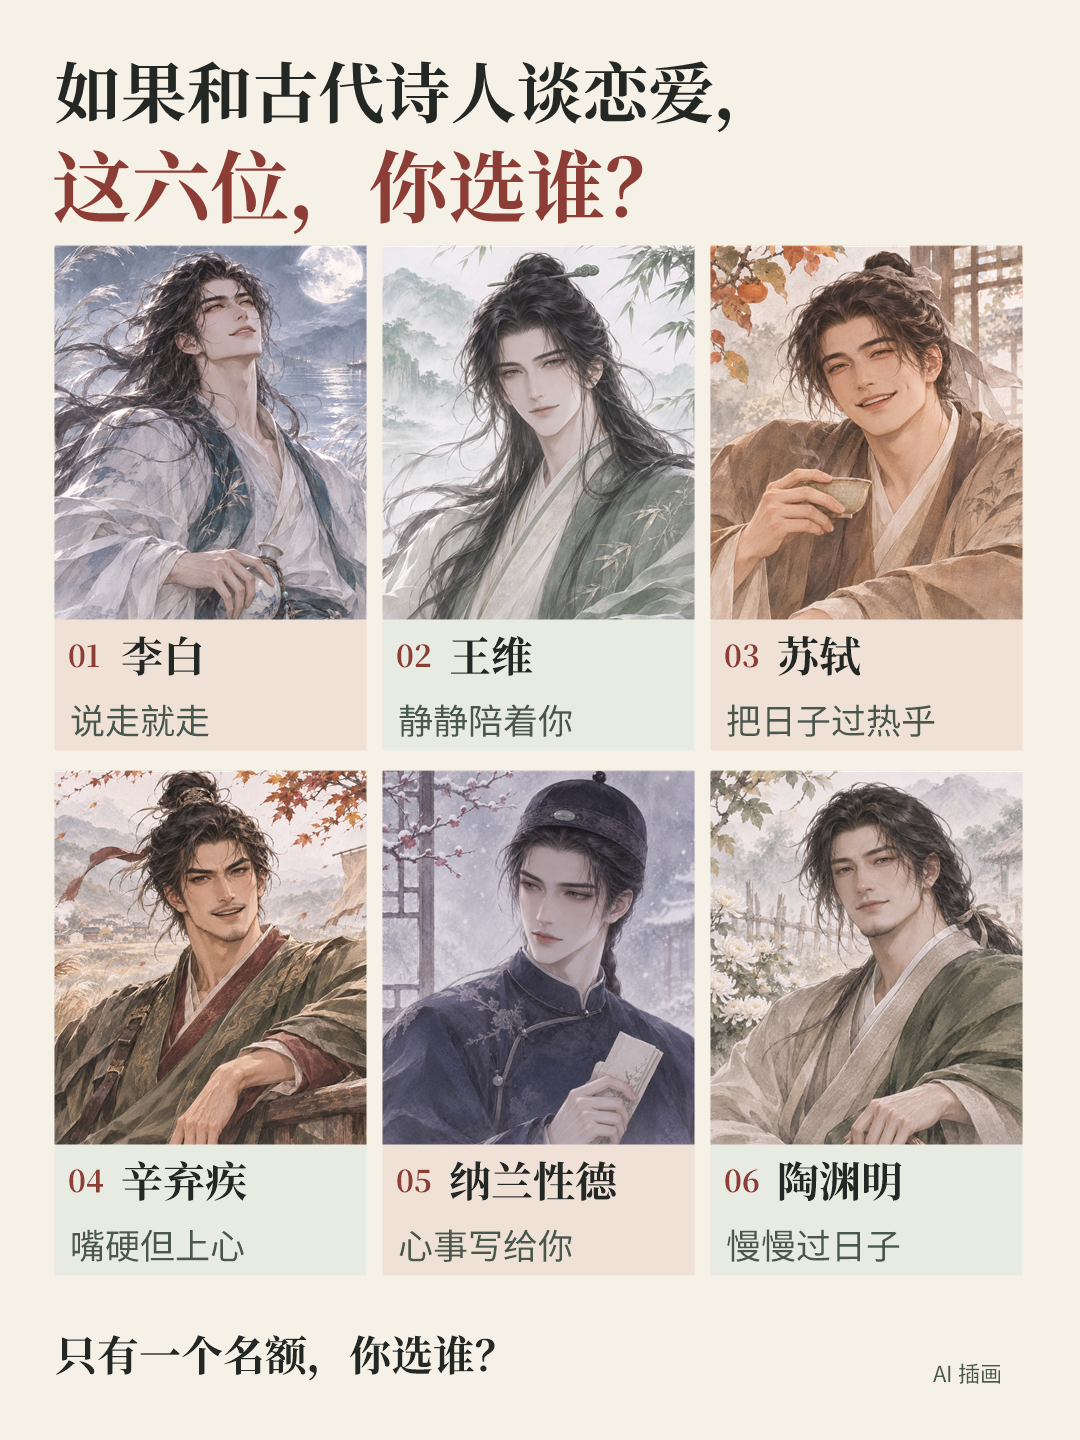 如果和古代诗人谈恋爱，
这六位，你选谁？
01 李白
说走就走
02 王维
静静陪着你
03 苏轼
把日子过热乎
04 辛弃疾
嘴硬但上心
05 纳兰性德
心事写给你
06 陶渊明
慢慢过日子
只有一个名额，你选谁？
AI 插画